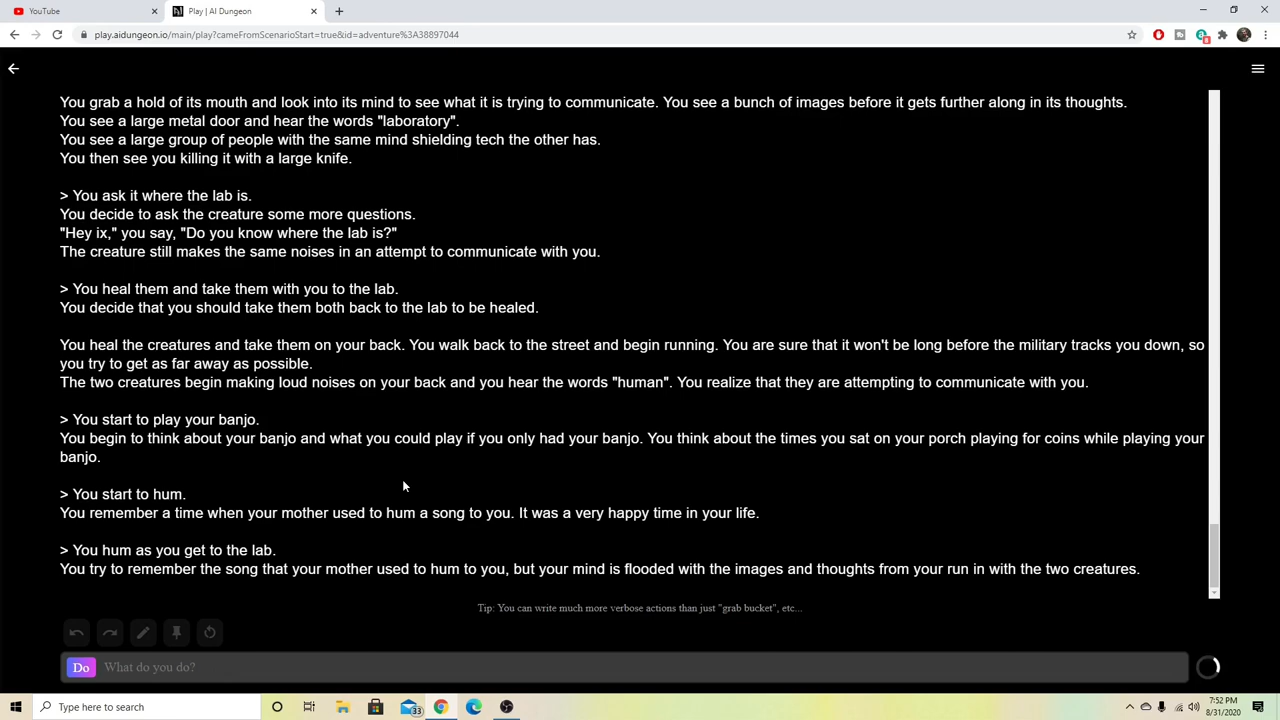 YouTube
Play | AI Dungeon
play.aidungeon.io/main/play?cameFromScenarioStart=true&id=adventure%3A38897044
You grab a hold of its mouth and look into its mind to see what it is trying to communicate. You see a bunch of images before it gets further along in its thoughts.
You see a large metal door and hear the words "laboratory".
You see a large group of people with the same mind shielding tech the other has.
You then see you killing it with a large knife.
> You ask it where the lab is.
You decide to ask the creature some more questions.
"Hey ix," you say, "Do you know where the lab is?"
The creature still makes the same noises in an attempt to communicate with you.
> You heal them and take them with you to the lab.
You decide that you should take them both back to the lab to be healed.
You heal the creatures and take them on your back. You walk back to the street and begin running. You are sure that it won't be long before the military tracks you down, so
you try to get as far away as possible.
The two creatures begin making loud noises on your back and you hear the words "human". You realize that they are attempting to communicate with you.
> You start to play your banjo.
You begin to think about your banjo and what you could play if you only had your banjo. You think about the times you sat on your porch playing for coins while playing your
banjo.
> You start to hum.
You remember a time when your mother used to hum a song to you. It was a very happy time in your life.
> You hum as you get to the lab.
You try to remember the song that your mother used to hum to you, but your mind is flooded with the images and thoughts from your run in with the two creatures.
Tip: You can write much more verbose actions than just "grab bucket", etc...
Do What do you do?
Type here to search
33
7:52 PM
8/31/2020